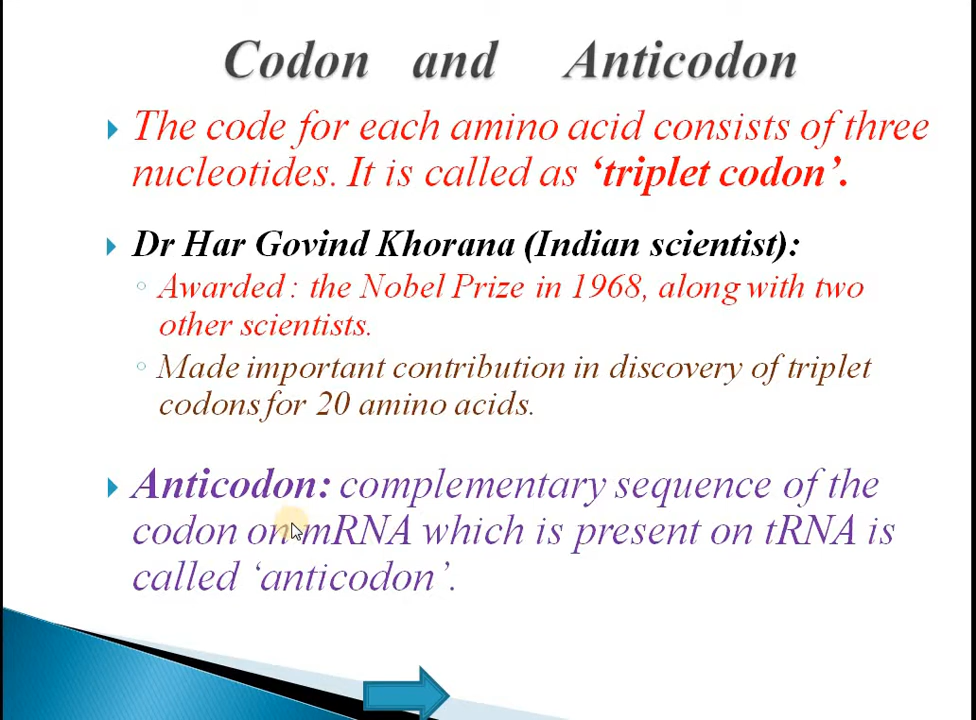 Codon and Anticodon
The code for each amino acid consists of three
nucleotides. It is called as ‘triplet codon’.
Dr Har Govind Khorana (Indian scientist):
Awarded : the Nobel Prize in 1968, along with two
other scientists.
Made important contribution in discovery of triplet
codons for 20 amino acids.
Anticodon: complementary sequence of the
codon on mRNA which is present on tRNA is
called ‘anticodon’.